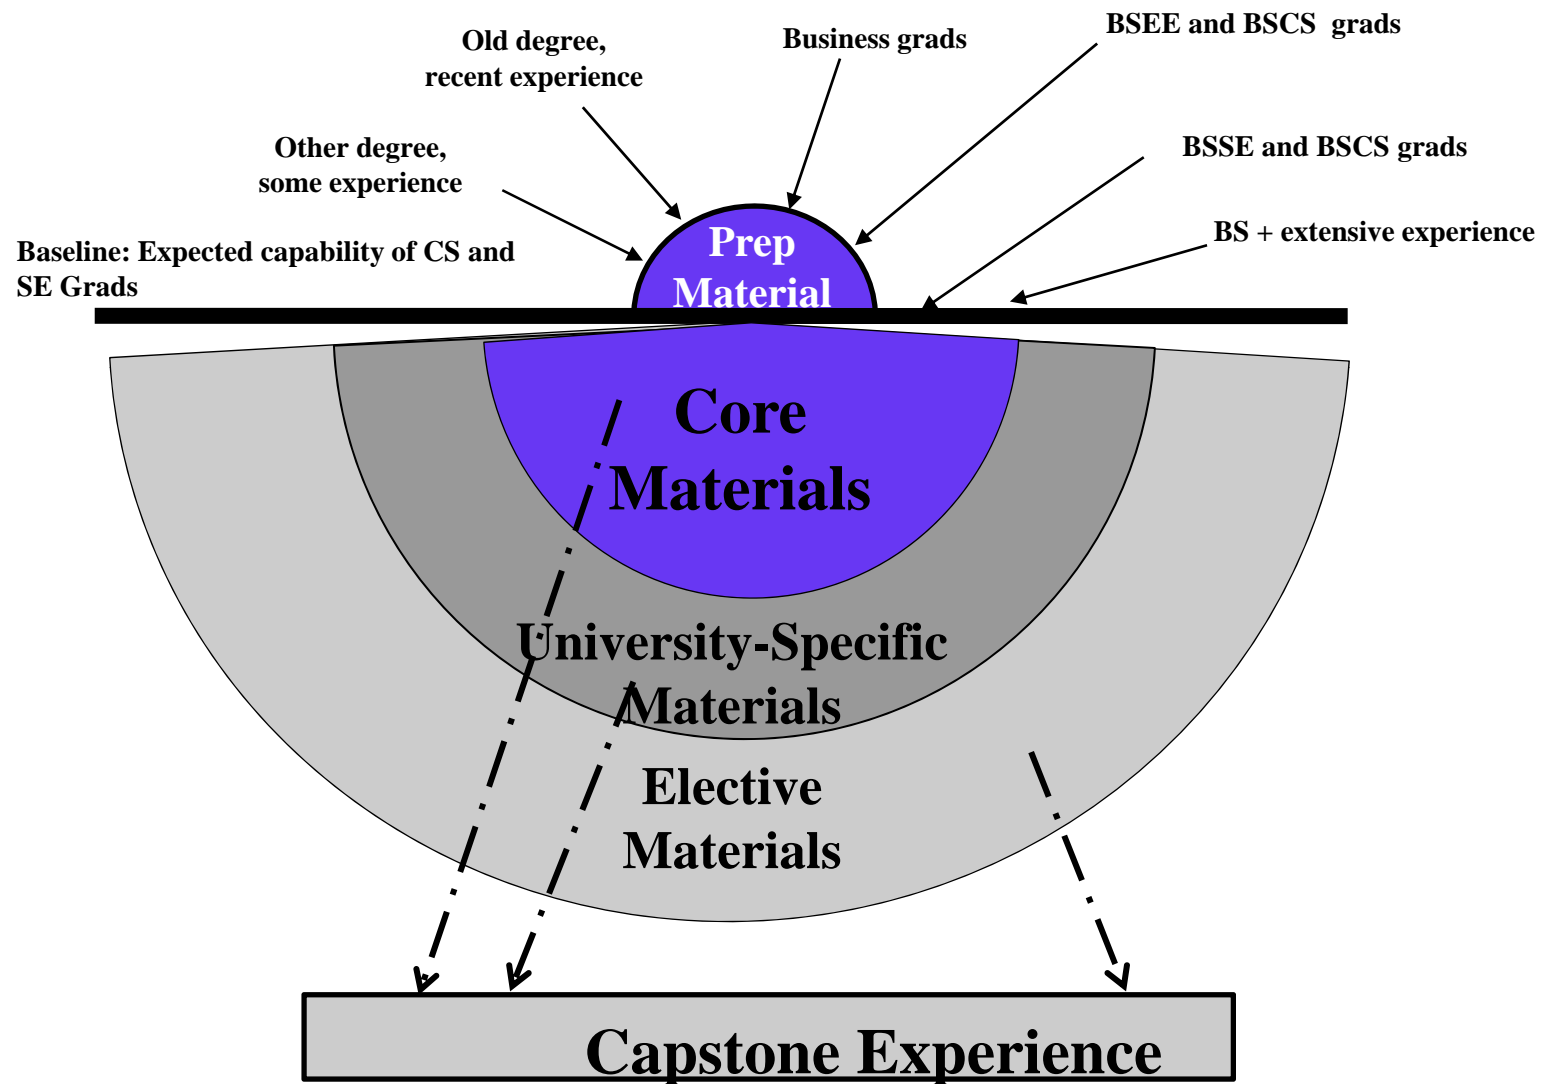 BSEE and BSCS  grads
Old degree,
recent experience
Business grads
Other degree,
some experience
BSSE and BSCS grads
BS + extensive experience
Baseline: Expected capability of CS and
SE Grads
Prep
Material
Core
Materials
University-Specific
Materials
Elective
Materials
Capstone Experience